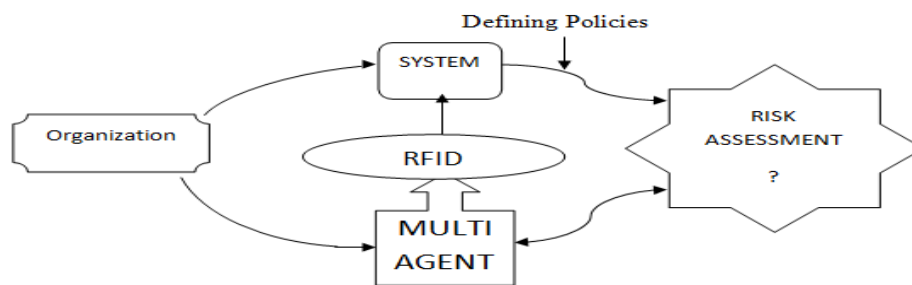 Defining Policies
SYSTEM
Organization
RISK
ASSESSMENT
?
RFID
MULTI
AGENT